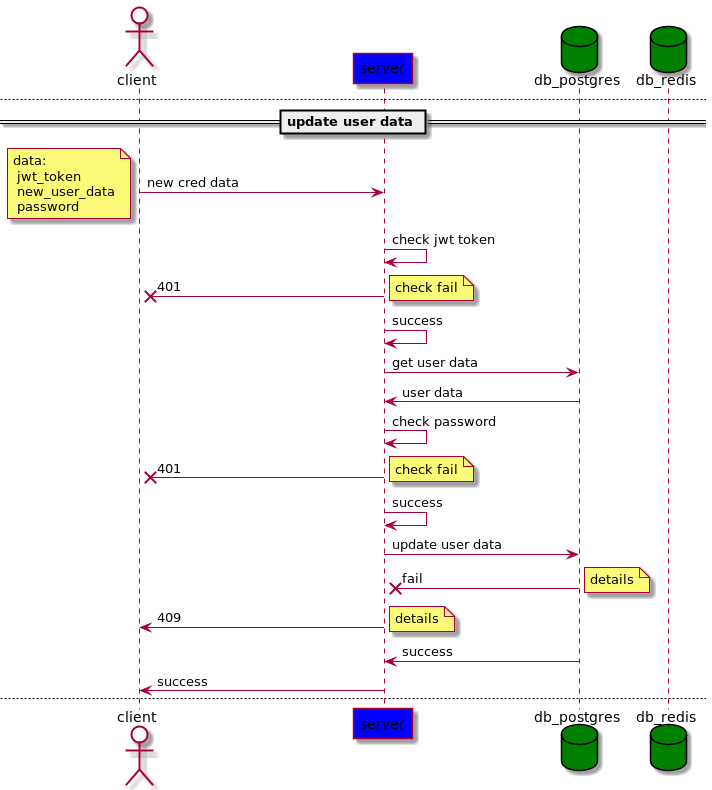 client
server
db_postgres
db_redis
update user data
data:
jwt_token
new_user_data
password
new cred data
check jwt token
401
check fail
success
get user data
user data
check password
401
check fail
success
update user data
fail
details
409
details
success
success
client
server
db_postgres
db_redis